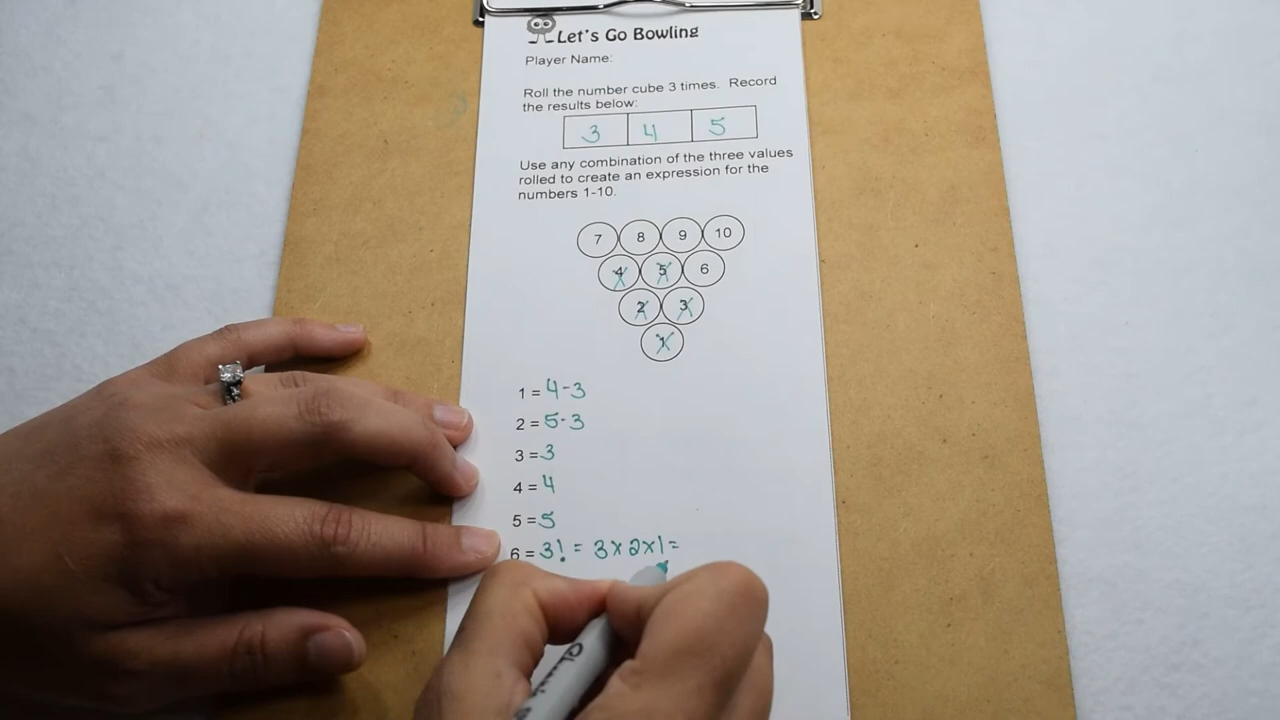 Let's Go Bowling
Player Name:
Roll the number cube 3 times. Record
the results below:
3 4 5
Use any combination of the three values
rolled to create an expression for the
numbers 1-10.
7 8 9 10
4 5 6
2 3
1
1 = 4-3
2 = 5-3
3 = 3
4 = 4
5 = 5
6 = 3! = 3x2x1=